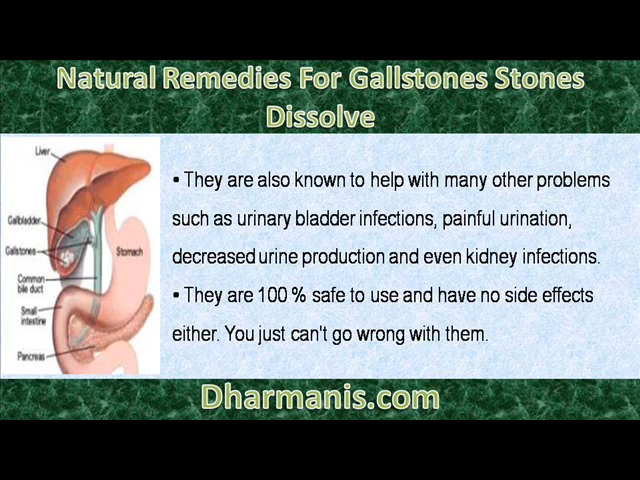 Natural Remedies For Gallstones Stones
Dissolve
Liver
Gallbladder
Gallstones
Stomach
Common
bile duct
Small
intestine
Pancreas
• They are also known to help with many other problems
such as urinary bladder infections, painful urination,
decreased urine production and even kidney infections.
• They are 100 % safe to use and have no side effects
either. You just can't go wrong with them.
Dharmanis.com